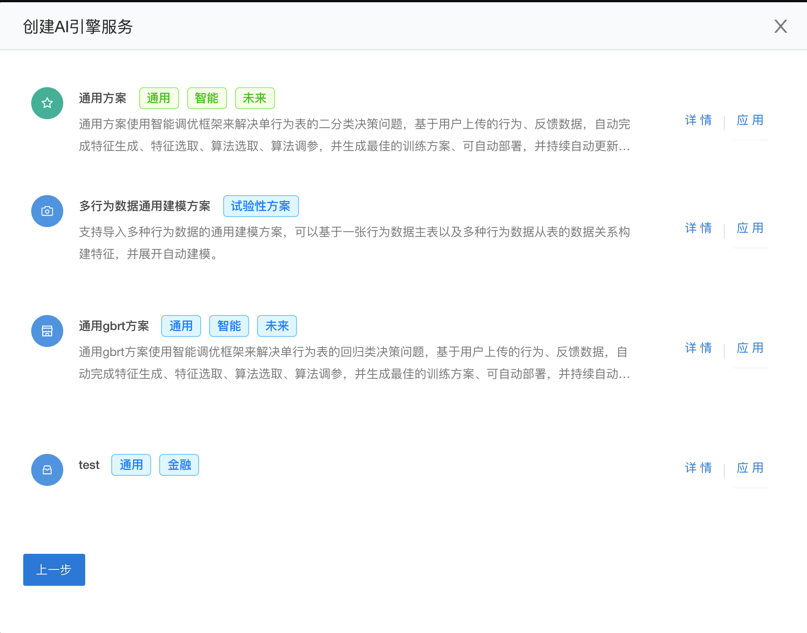 创建AI引擎服务
通用方案 通用 智能 未来
通用方案使用智能调优框架来解决单行为表的二分类决策问题，基于用户上传的行为、反馈数据，自动完
成特征生成、特征选取、算法选取、算法调参，并生成最佳的训练方案、可自动部署，并持续自动更新...
详 情 应 用
多行为数据通用建模方案 试验性方案
支持导入多种行为数据的通用建模方案，可以基于一张行为数据主表以及多种行为数据从表的数据关系构
建特征，并展开自动建模。
详 情 应 用
通用gbrt方案 通用 智能 未来
通用gbrt方案使用智能调优框架来解决单行为表的回归类决策问题，基于用户上传的行为、反馈数据，自
动完成特征生成、特征选取、算法选取、算法调参，并生成最佳的训练方案、可自动部署，并持续自动...
详 情 应 用
test 通用 金融
详 情 应 用
上一步